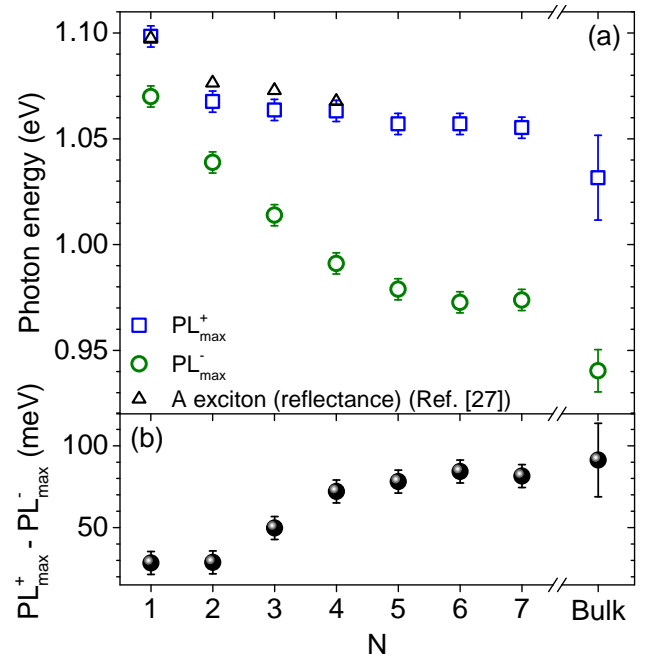 (a)
1.10
1.05
1.00
0.95
Photon energy (eV)
PL⁺max
PL⁻max
A exciton (reflectance) (Ref. [27])
(b)
100
50
PL⁺max - PL⁻max (meV)
1 2 3 4 5 6 7 Bulk
N